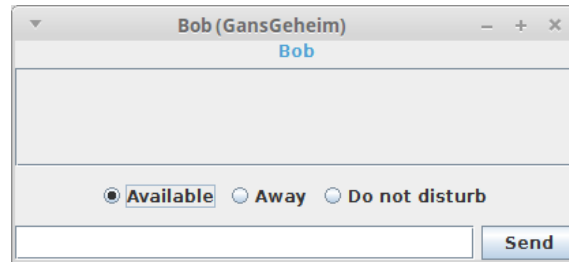 Bob (GansGeheim)
Bob
Available Away Do not disturb
Send